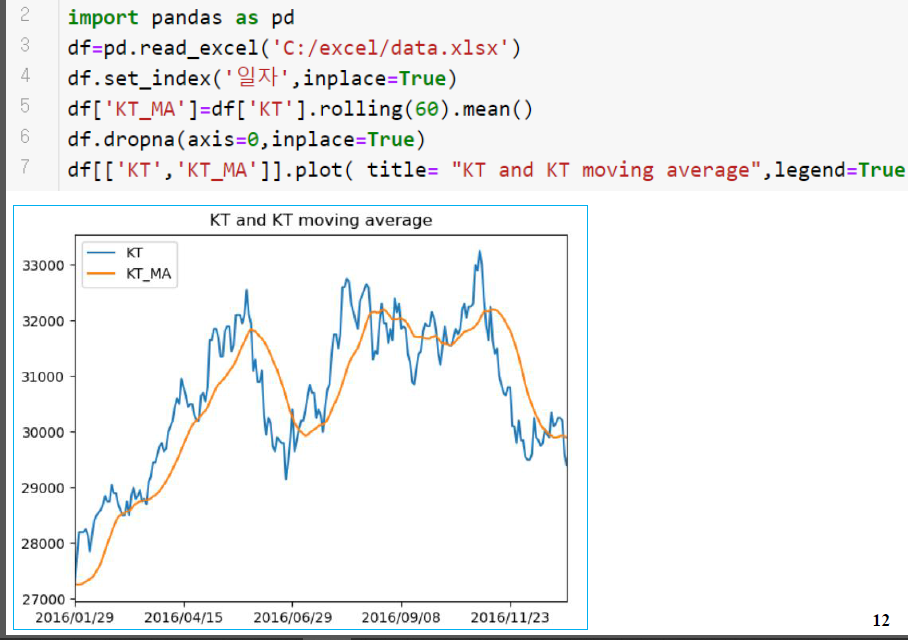 2 import pandas as pd
3 df=pd.read_excel('C:/excel/data.xlsx')
4 df.set_index('일자',inplace=True)
5 df['KT_MA']=df['KT'].rolling(60).mean()
6 df.dropna(axis=0,inplace=True)
7 df[['KT','KT_MA']].plot( title= "KT and KT moving average",legend=True
KT and KT moving average
KT
KT_MA
33000
32000
31000
30000
29000
28000
27000
2016/01/29 2016/04/15 2016/06/29 2016/09/08 2016/11/23
12